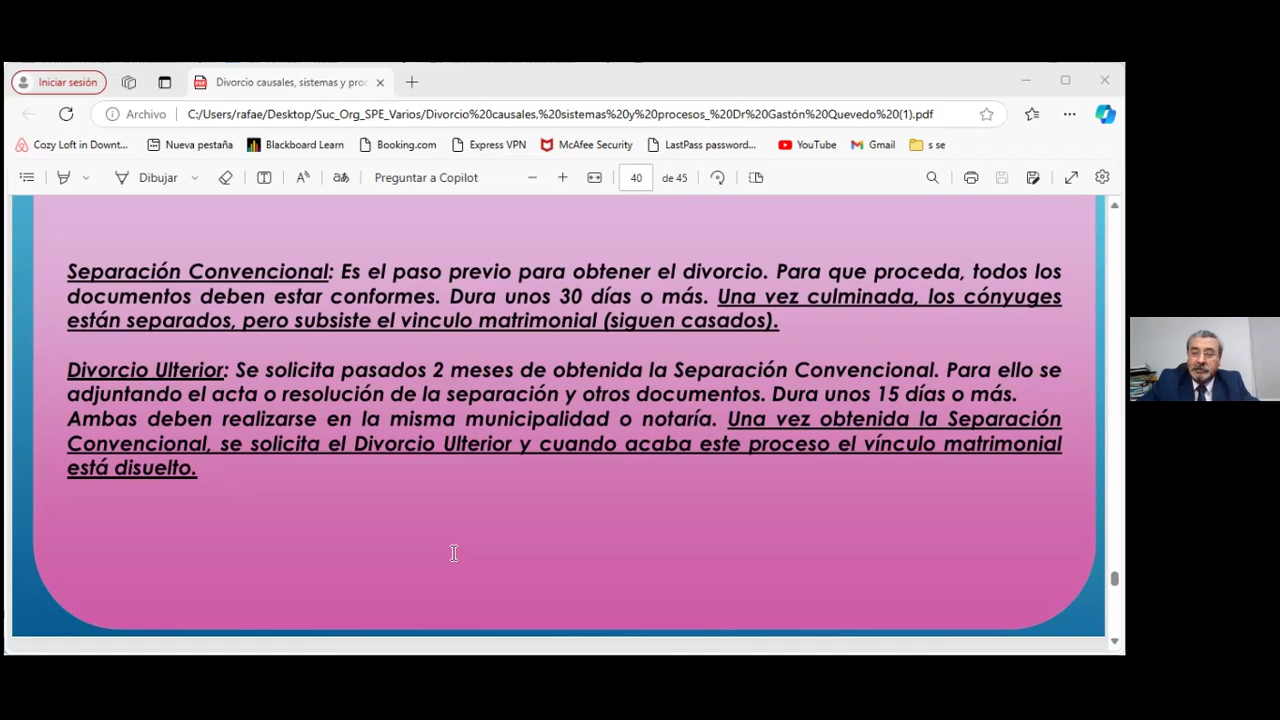 Iniciar sesión
Divorcio causales, sistemas y proc
Archivo
C:/Users/rafae/Desktop/Suc_Org_SPE_Varios/Divorcio%20causales,%20sistemas%20y%20procesos_%20Dr%20Gastón%20Quevedo%20(1).pdf
Cozy Loft in Downt...
Nueva pestaña
Blackboard Learn
Booking.com
Express VPN
McAfee Security
LastPass password...
YouTube
Gmail
s se
Dibujar
Preguntar a Copilot
40
de 45
Separación Convencional: Es el paso previo para obtener el divorcio. Para que proceda, todos los
documentos deben estar conformes. Dura unos 30 días o más. Una vez culminada, los cónyuges
están separados, pero subsiste el vinculo matrimonial (siguen casados).
Divorcio Ulterior: Se solicita pasados 2 meses de obtenida la Separación Convencional. Para ello se
adjuntando el acta o resolución de la separación y otros documentos. Dura unos 15 días o más.
Ambas deben realizarse en la misma municipalidad o notaría. Una vez obtenida la Separación
Convencional, se solicita el Divorcio Ulterior y cuando acaba este proceso el vínculo matrimonial
está disuelto.